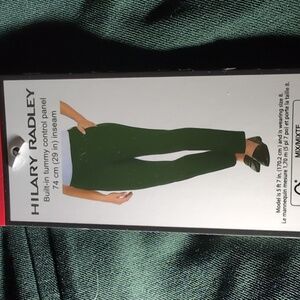 HILARY RADLEY
Built-in tummy control panel
74 cm (29 in) inseam
Model is 5 ft 7 in, (170.2 cm) and is wearing size 8.
Le mannequin mesure 1,70 m (5 pi 7 po) et porte la taille 8.